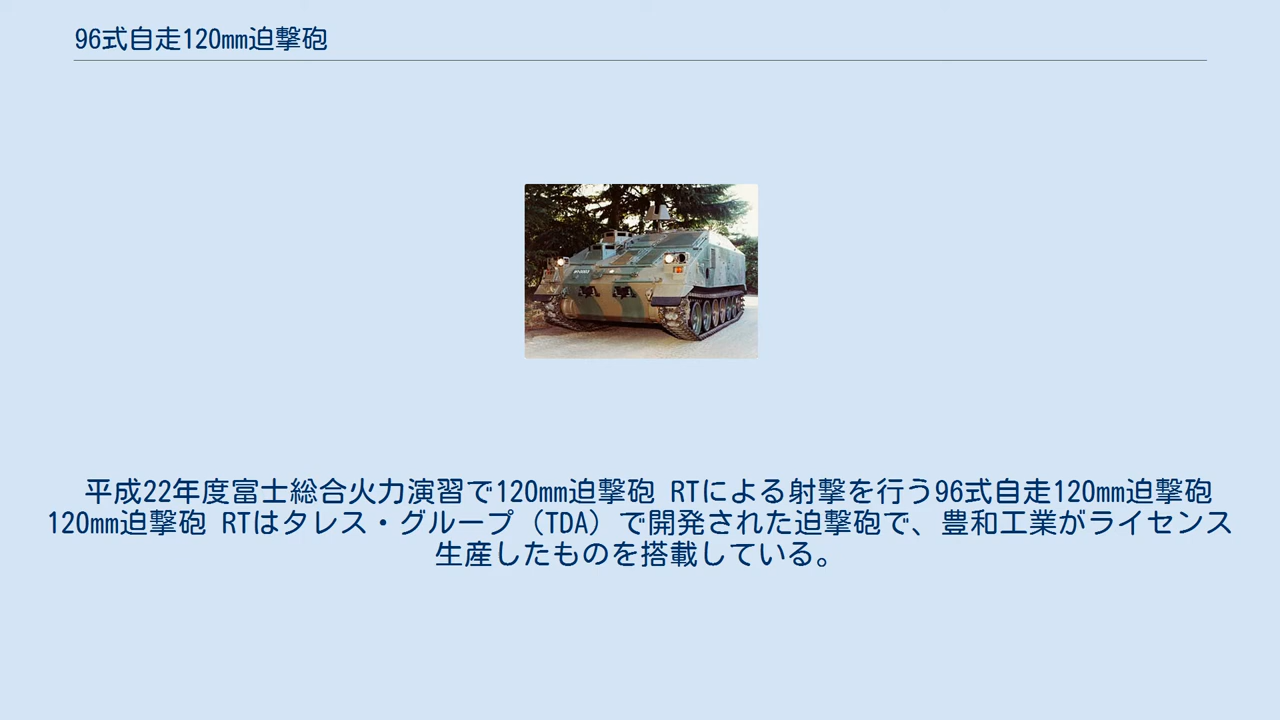 96式自走120mm迫撃砲
平成22年度富士総合火力演習で120mm迫撃砲 RTによる射撃を行う96式自走120mm迫撃砲
120mm迫撃砲 RTはタレス・グループ（TDA）で開発された迫撃砲で、豊和工業がライセンス
生産したものを搭載している。